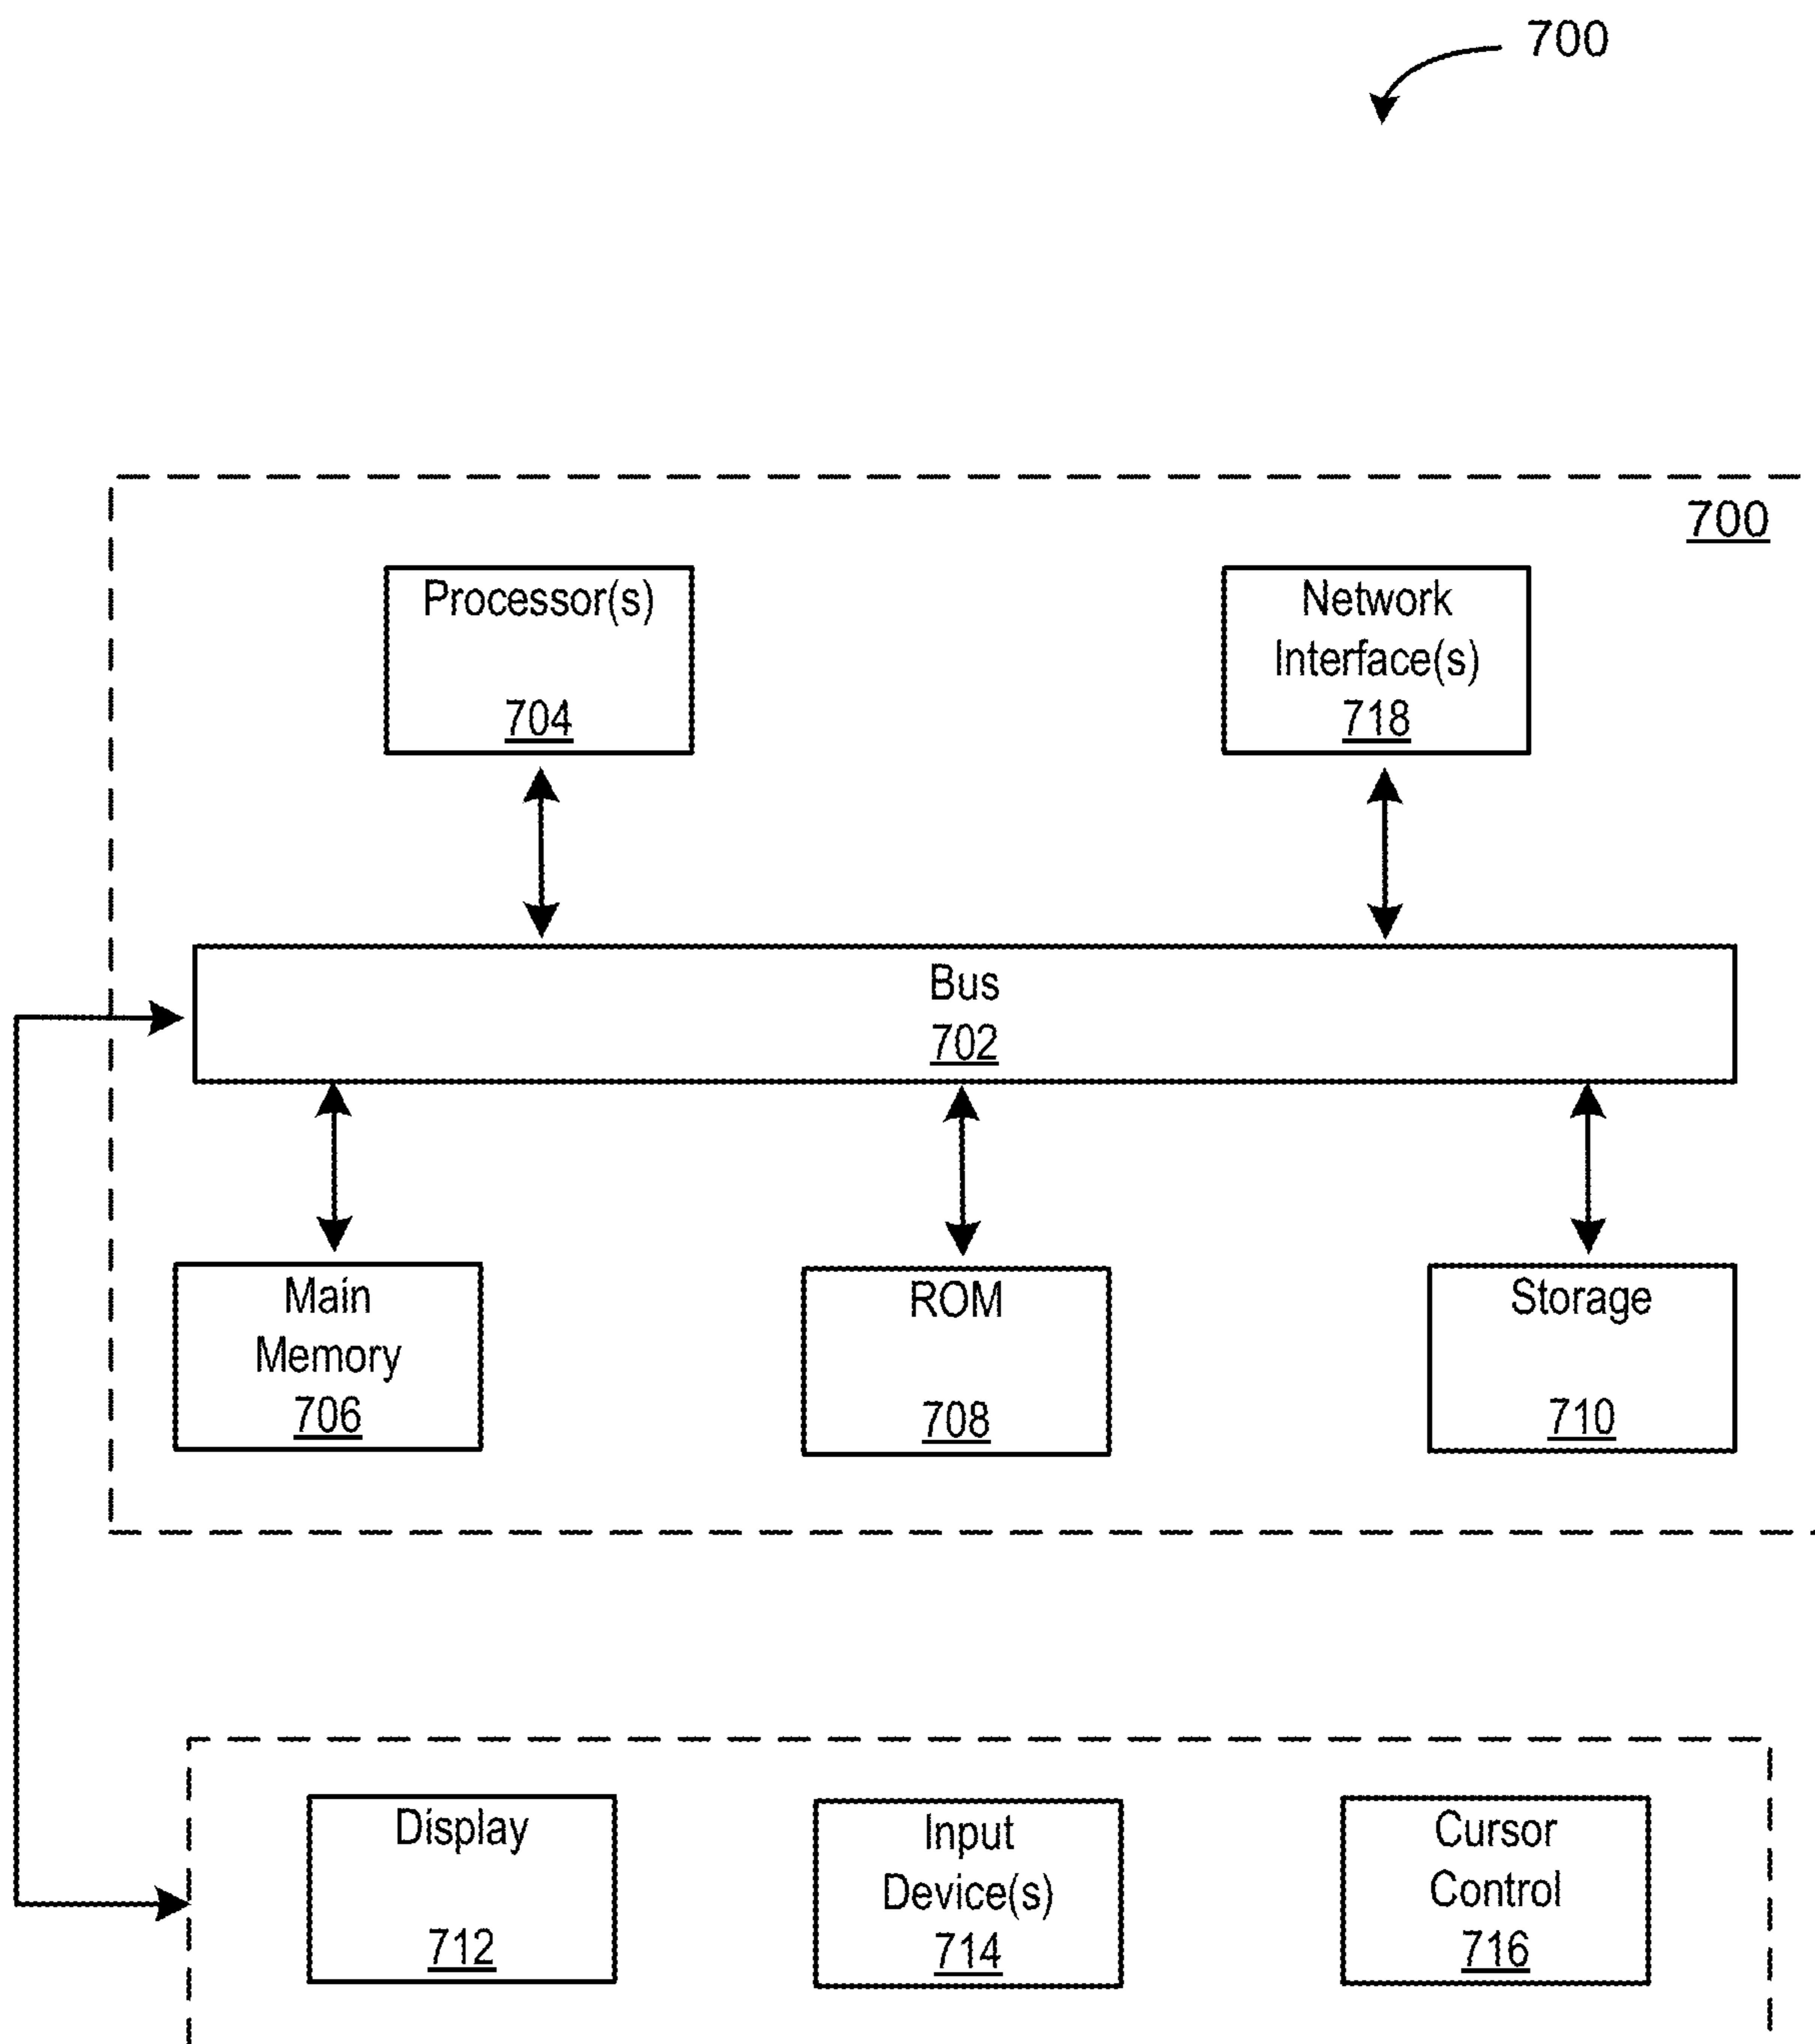 700
700
Processor(s)
704
Network
Interface(s)
718
Bus
702
Main
Memory
706
ROM
708
Storage
710
Display
712
Input
Device(s)
714
Cursor
Control
716